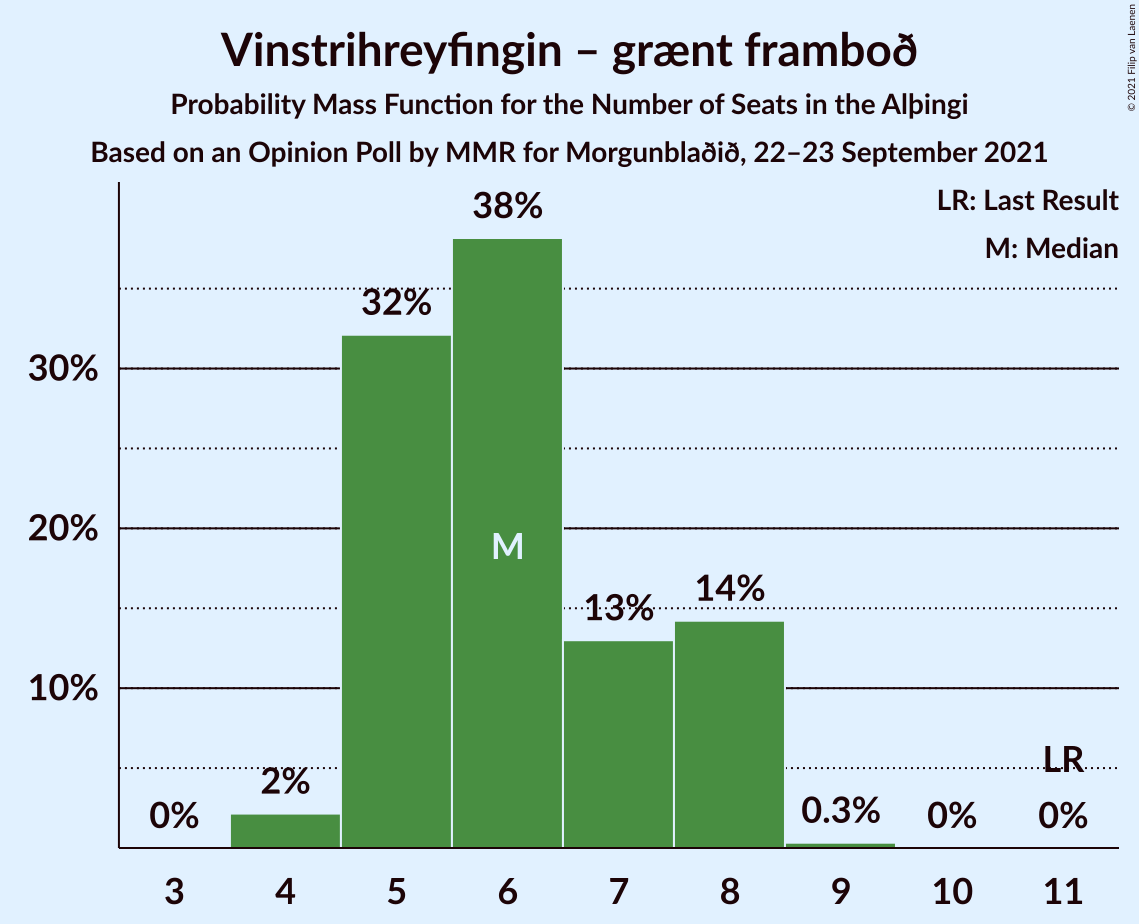 Vinstrihreyfingin – grænt framboð
Probability Mass Function for the Number of Seats in the Alþingi
Based on an Opinion Poll by MMR for Morgunblaðið, 22–23 September 2021
© 2021 Filip van Laenen
LR: Last Result
M: Median
38%
32%
30%
20%
M
14%
13%
10%
LR
2%
0%
0.3%
0%
0%
3 4 5 6 7 8 9 10 11